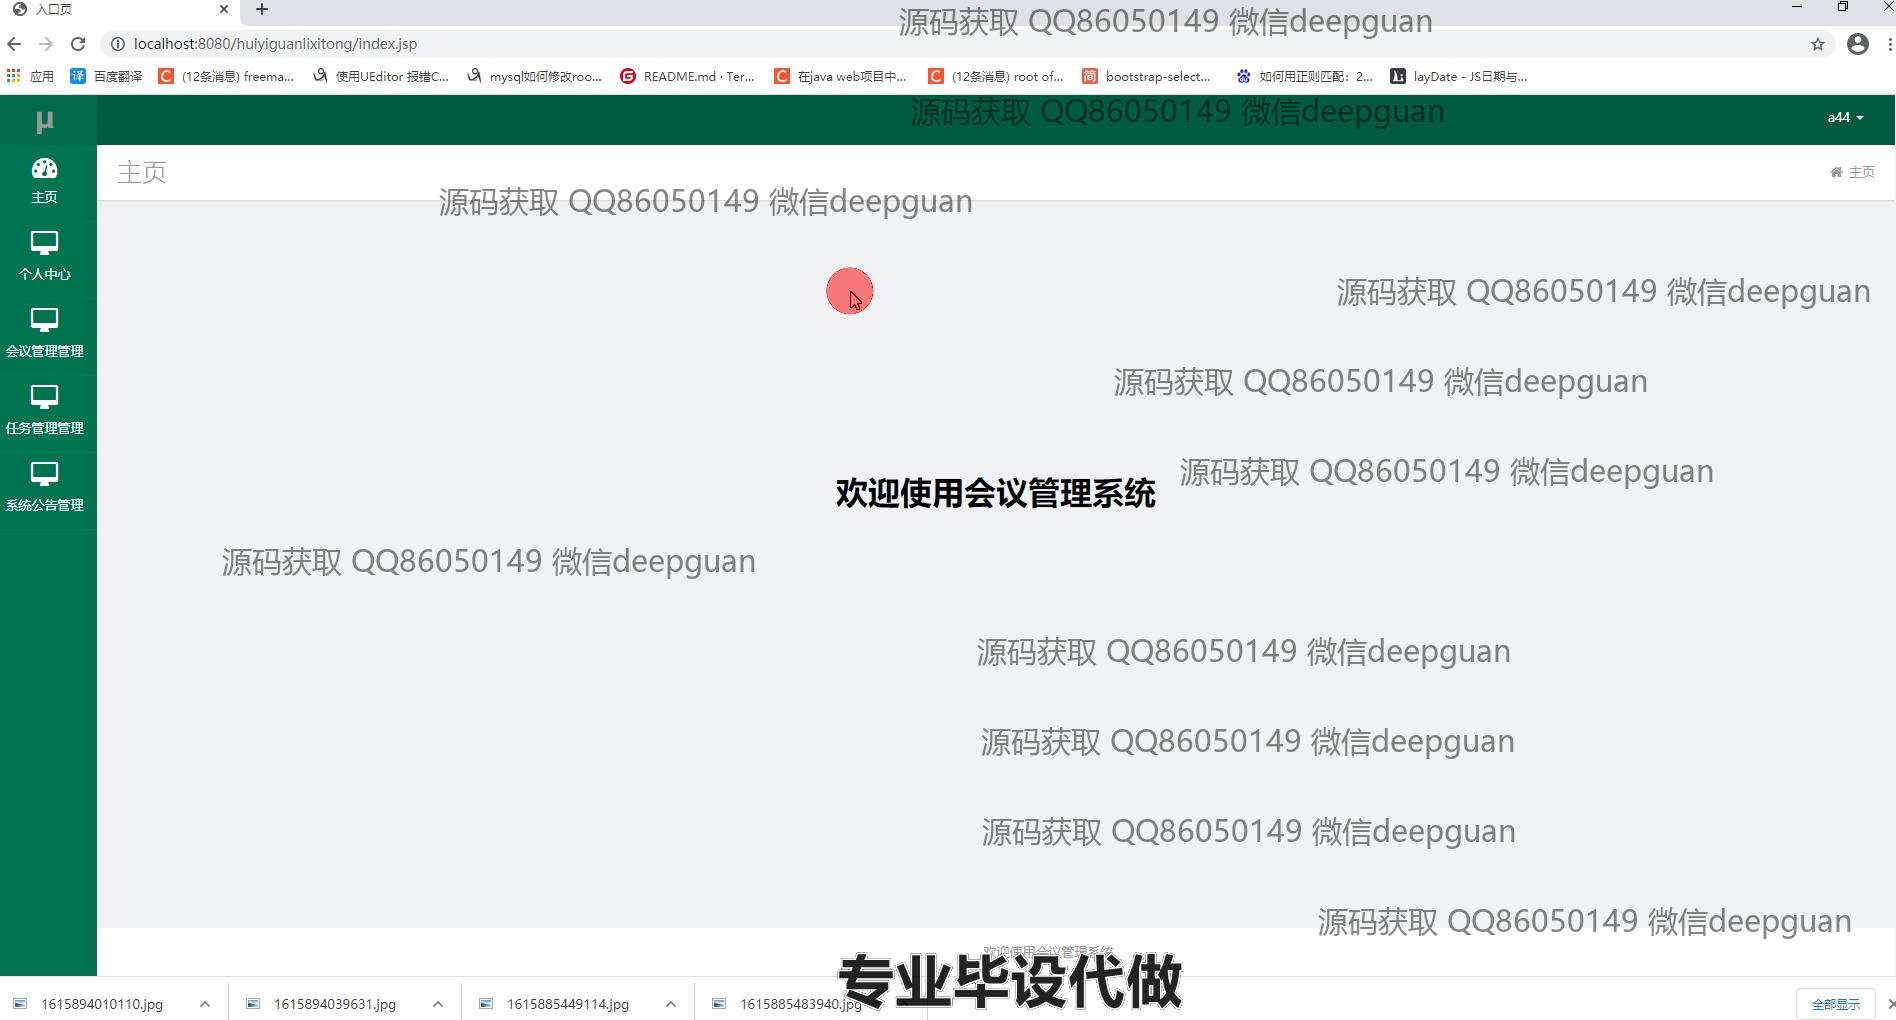 入口页
源码获取 QQ86050149 微信deepguan
localhost:8080/huiyiguanlixitong/index.jsp
应用
百度翻译
(12条消息) freema...
使用UEditor 报错C...
mysql如何修改roo...
README.md · Ter...
在java web项目中...
(12条消息) root of...
bootstrap-select...
如何用正则匹配：2...
layDate - JS日期与...
μ
源码获取 QQ86050149 微信deepguan
a44
主页
主页
主页
源码获取 QQ86050149 微信deepguan
个人中心
源码获取 QQ86050149 微信deepguan
会议管理管理
源码获取 QQ86050149 微信deepguan
任务管理管理
源码获取 QQ86050149 微信deepguan
欢迎使用会议管理系统
系统公告管理
源码获取 QQ86050149 微信deepguan
源码获取 QQ86050149 微信deepguan
源码获取 QQ86050149 微信deepguan
源码获取 QQ86050149 微信deepguan
源码获取 QQ86050149 微信deepguan
欢迎使用会议管理系统
专业毕设代做
1615894010110.jpg
1615894039631.jpg
1615885449114.jpg
1615885483940.jpg
全部显示